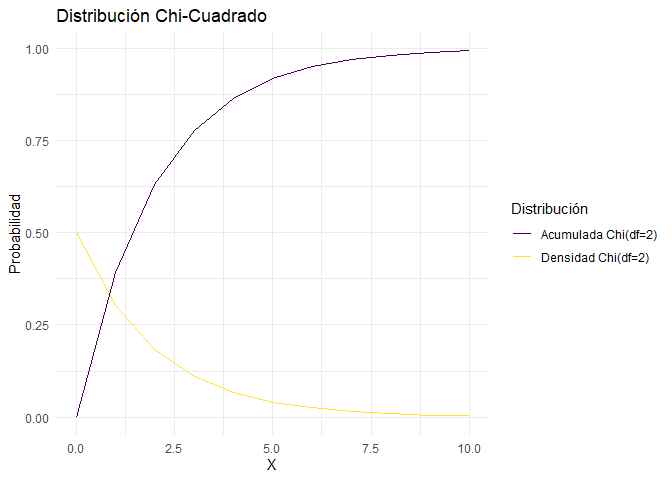 Distribución Chi-Cuadrado
1.00
0.75
0.50
0.25
0.00
Probabilidad
0.0 2.5 5.0 7.5 10.0
X
Distribución
Acumulada Chi(df=2)
Densidad Chi(df=2)